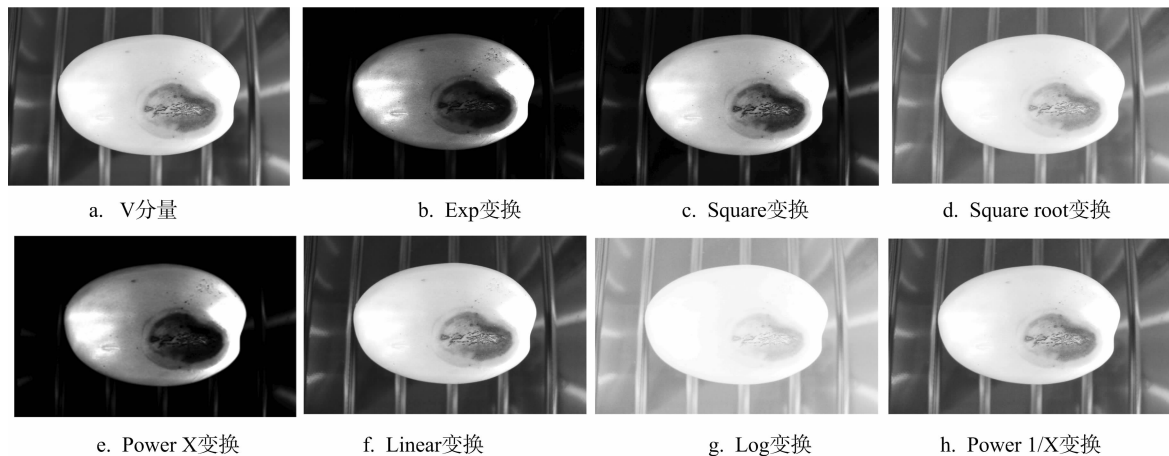 a. V分量
b. Exp变换
c. Square变换
d. Square root变换
e. Power X变换
f. Linear变换
g. Log变换
h. Power 1/X变换